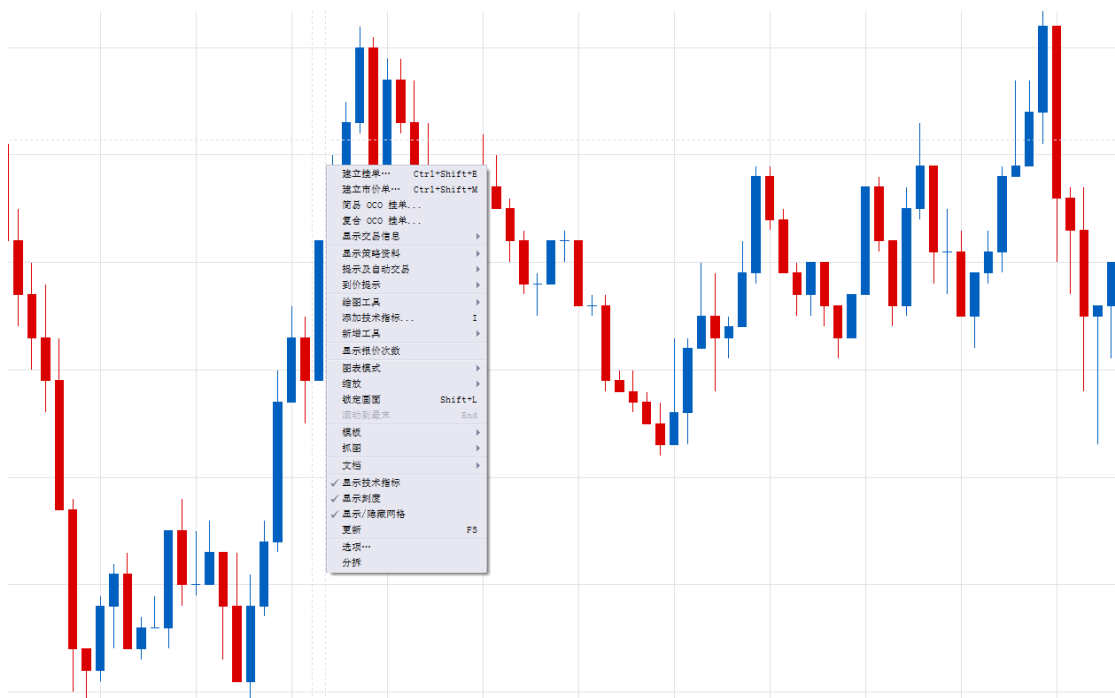 建立挂单… Ctrl+Shift+E
建立市价单… Ctrl+Shift+M
简易 OCO 挂单...
复合 OCO 挂单...
显示交易信息
显示策略资料
提示及自动交易
到价提示
绘图工具
添加技术指标... I
新增工具
显示报价次数
图表模式
缩放
锁定画面 Shift+L
滚动到最末 End
模板
抓图
文档
显示技术指标
显示刻度
显示/隐藏网格
更新 F5
选项…
分拆